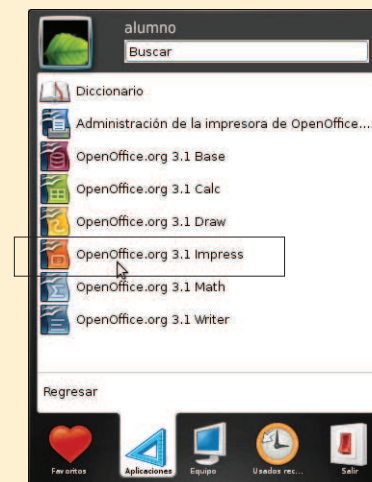 alumno
Buscar
Diccionario
Administración de la impresora de OpenOffice...
OpenOffice.org 3.1 Base
OpenOffice.org 3.1 Calc
OpenOffice.org 3.1 Draw
OpenOffice.org 3.1 Impress
OpenOffice.org 3.1 Math
OpenOffice.org 3.1 Writer
Regresar
Favoritos Aplicaciones Equipo Usados rec... Salir